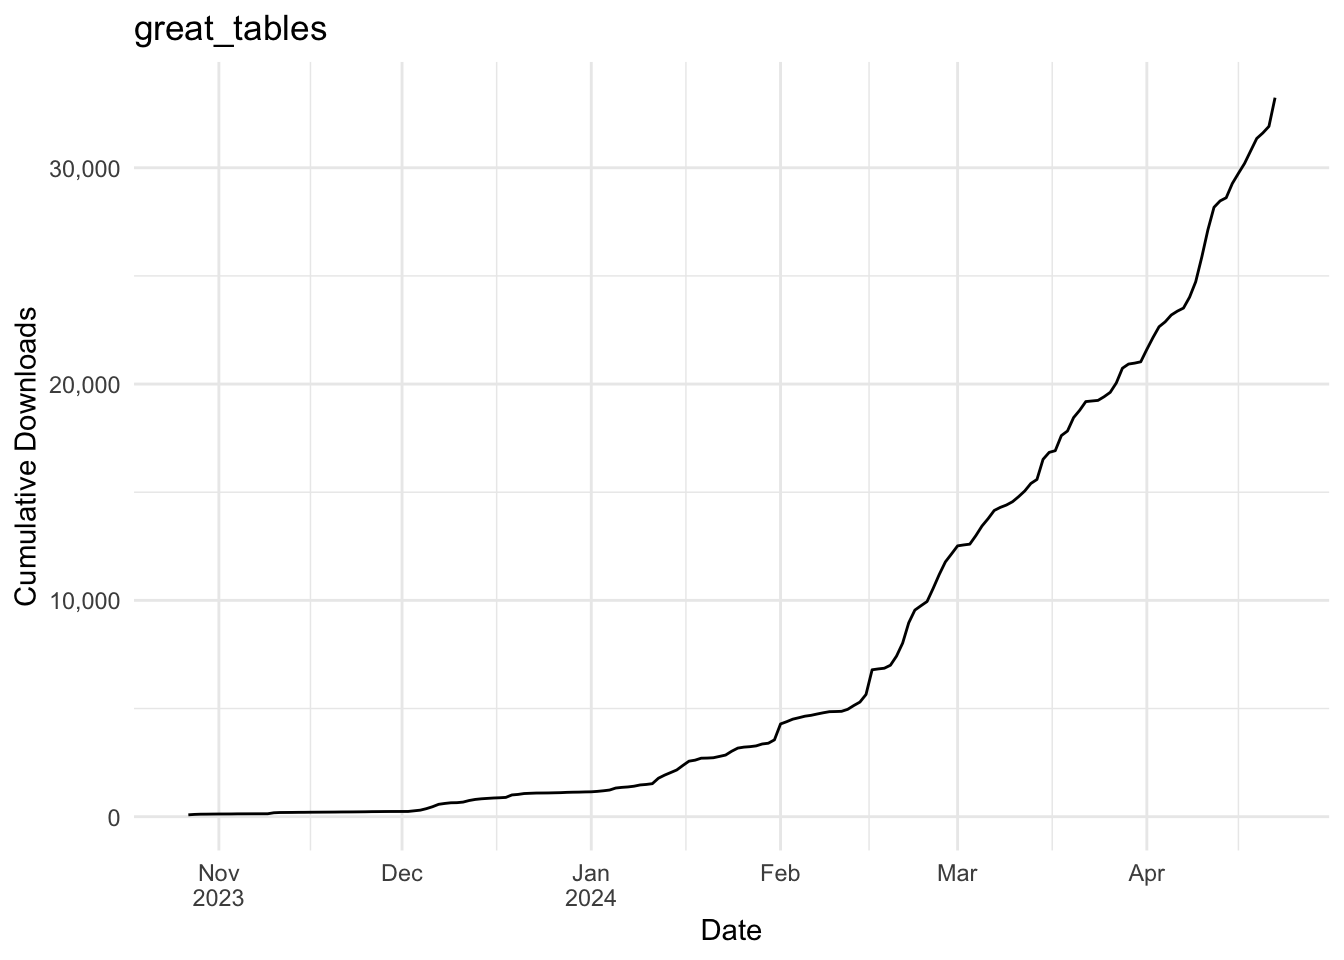 great_tables
Cumulative Downloads
30,000
20,000
10,000
0
Nov Dec Jan Feb Mar Apr
2023 2024
Date